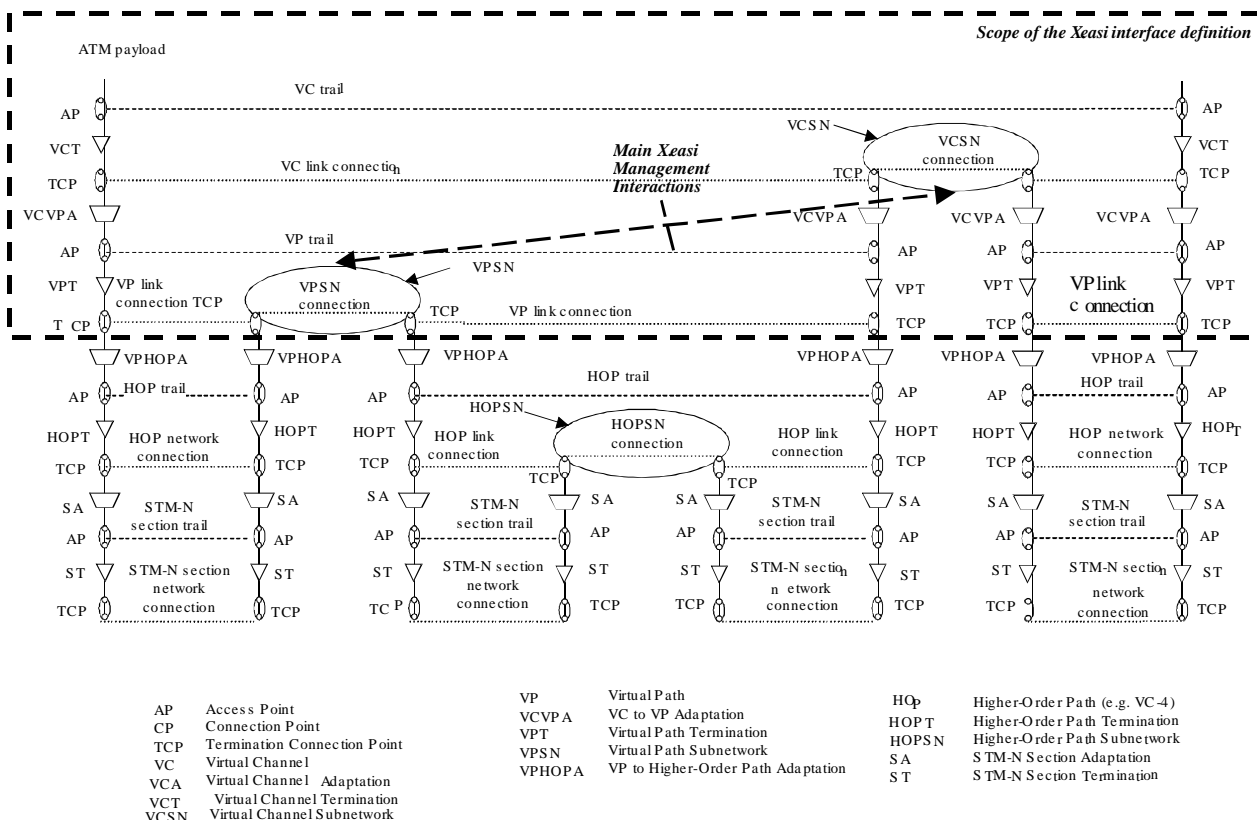 Scope of the Xeasi interface definition
ATM payload
VC trail
AP AP
VCSN
VCT VCSN connection VCT
Main Xeasi Management Interactions
TCP VC link connection TCP TCP
VCVPA VCVPA VCVPA VCVPA
VP trail
AP AP AP AP
VPSN
VPT VP link connection TCP VPSN connection VPT VPT VP link connection VPT
TCP
T CP VP link connection TCP TCP TCP
VPHOPA VPHOPA VPHOPA VPHOPA VPHOPA
HOP trail HOP trail HOP trail
AP AP AP AP AP AP
HOPSN
HOPT HOPT HOPT HOPSN connection HOPT HOPT HOPT
HOP network connection HOP link connection HOP link connection HOP network connection
TCP TCP TCP TCP TCP TCP TCP TCP
SA SA SA SA SA SA SA SA
STM-N section trail STM-N section trail STM-N section trail STM-N section trail
AP AP AP AP AP AP AP AP
ST ST ST ST ST ST ST ST
STM-N section network connection STM-N section network connection STM-N section n etwork connection STM-N section network connection
TCP TCP TC P TCP TCP TCP TCP TCP
AP Access Point
CP Connection Point
TCP Termination Connection Point
VC Virtual Channel
VCA Virtual Channel Adaptation
VCT Virtual Channel Termination
VCSN Virtual Channel Subnetwork
VP Virtual Path
VCVPA VC to VP Adaptation
VPT Virtual Path Termination
VPSN Virtual Path Subnetwork
VPHOPA VP to Higher-Order Path Adaptation
HOP Higher-Order Path (e.g. VC-4)
HOPT Higher-Order Path Termination
HOPSN Higher-Order Path Subnetwork
SA STM-N Section Adaptation
ST STM-N Section Termination